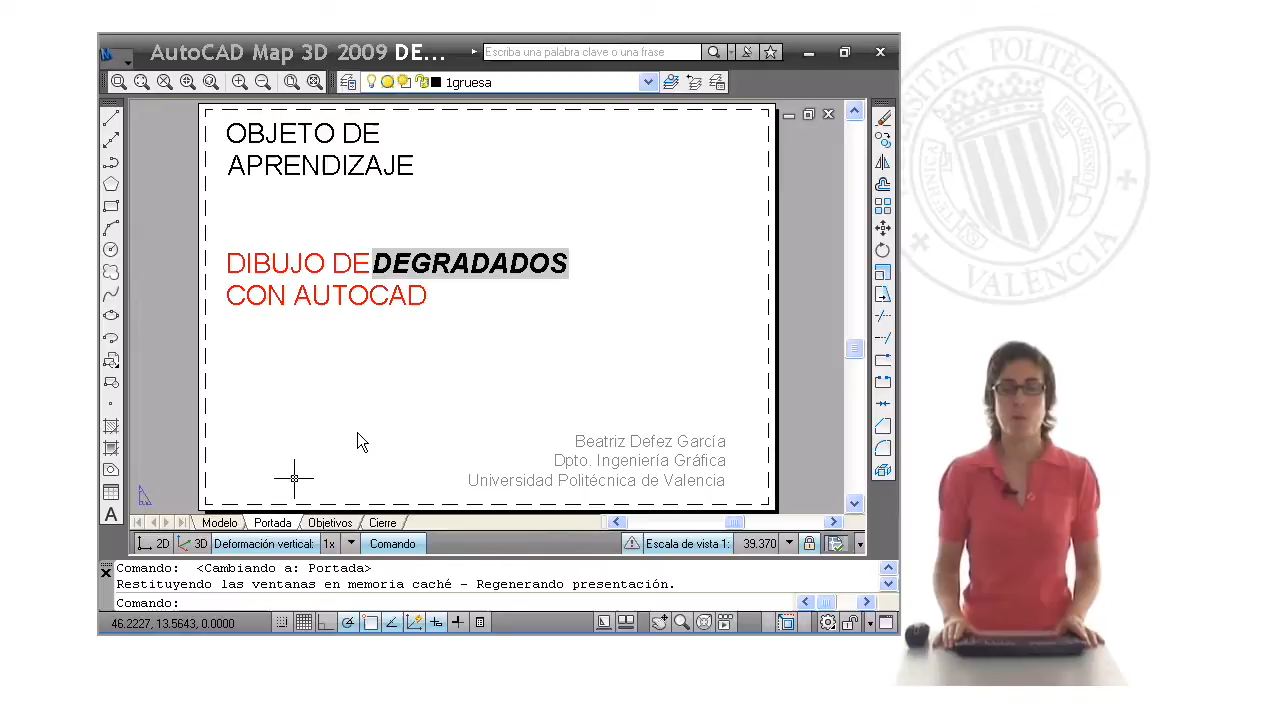 AutoCAD Map 3D 2009 DE...
Escriba una palabra clave o una frase
1gruesa
OBJETO DE
APRENDIZAJE
DIBUJO DE DEGRADADOS
CON AUTOCAD
Beatriz Defez García
Dpto. Ingeniería Gráfica
Universidad Politécnica de Valencia
A
Modelo
Portada
Objetivos
Cierre
2D
3D
Deformación vertical:
1x
Comando
Escala de vista 1:
39.370
Comando: <Cambiando a: Portada>
Restituyendo las ventanas en memoria caché - Regenerando presentación.
Comando:
46.2227, 13.5643, 0.0000
POLITÈCNICA
VALÈNCIA